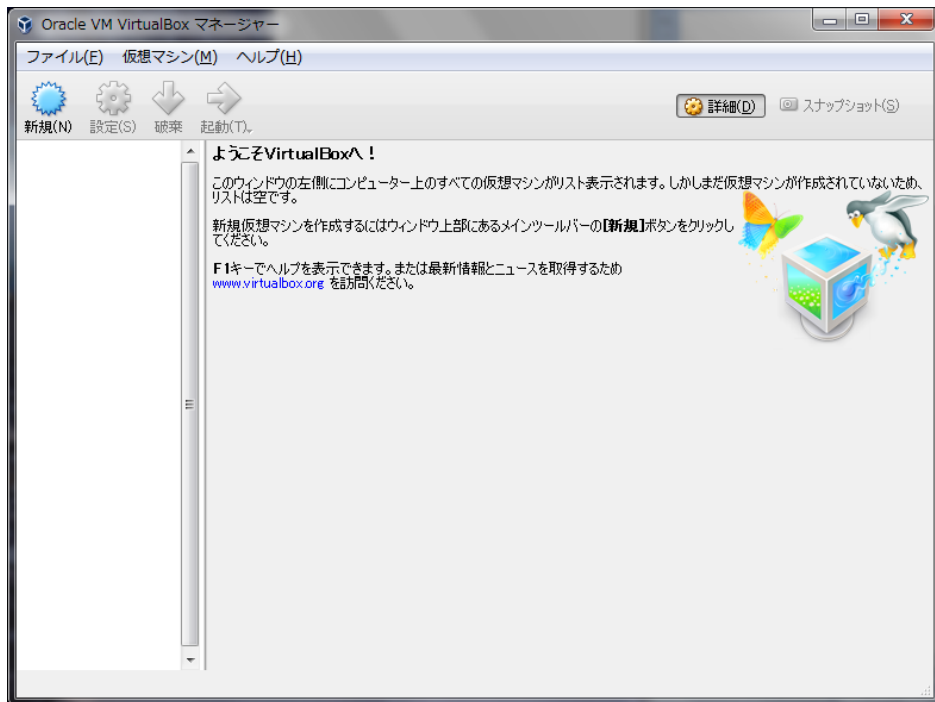 Oracle VM VirtualBox マネージャー
ファイル(F) 仮想マシン(M) ヘルプ(H)
新規(N) 設定(S) 破棄 起動(T)
詳細(D) スナップショット(S)
ようこそVirtualBoxへ！
このウィンドウの左側にコンピューター上のすべての仮想マシンがリスト表示されます。しかしまだ仮想マシンが作成されていないため、
リストは空です。
新規仮想マシンを作成するにはウィンドウ上部にあるメインツールバーの[新規]ボタンをクリックし
てください。
F1キーでヘルプを表示できます。または最新情報とニュースを取得するため
www.virtualbox.org を訪問ください。